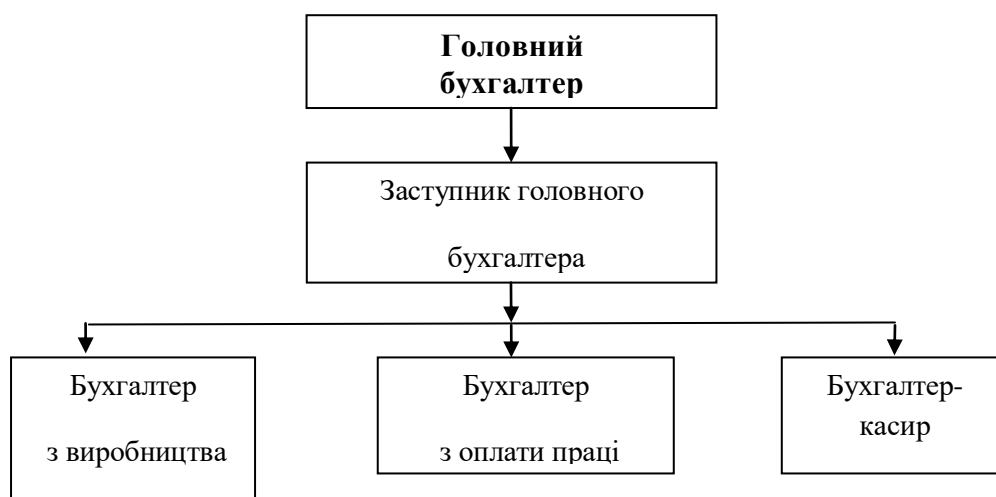 Головний
бухгалтер
Заступник головного
бухгалтера
Бухгалтер
з виробництва
Бухгалтер
з оплати праці
Бухгалтер-
касир